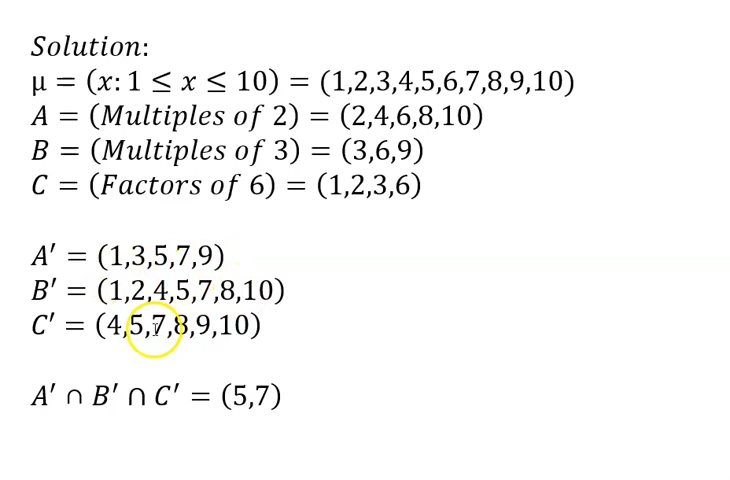 Solution:
μ = (x: 1 ≤ x ≤ 10) = (1,2,3,4,5,6,7,8,9,10)
A = (Multiples of 2) = (2,4,6,8,10)
B = (Multiples of 3) = (3,6,9)
C = (Factors of 6) = (1,2,3,6)
A′ = (1,3,5,7,9)
B′ = (1,2,4,5,7,8,10)
C′ = (4,5,7,8,9,10)
A′ ∩ B′ ∩ C′ = (5,7)